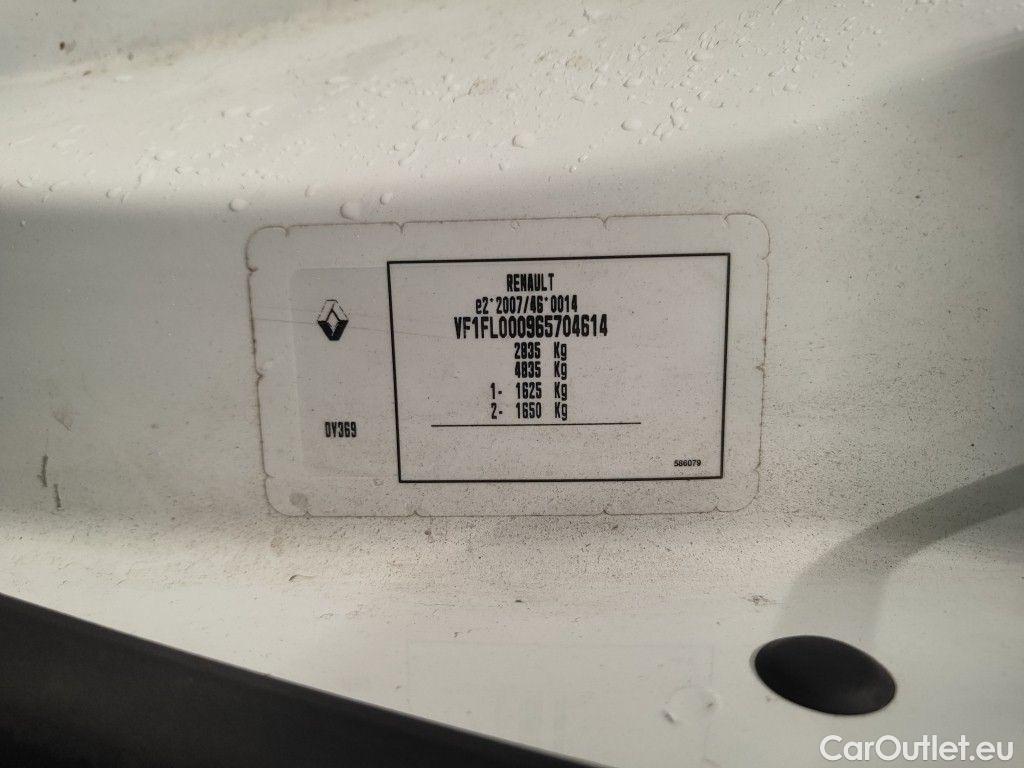 RENAULT
e2*2007/46*0014
VF1FL000965704614
2835 Kg
4835 Kg
1- 1625 Kg
2- 1650 Kg
DY369
586079
CarOutlet.eu